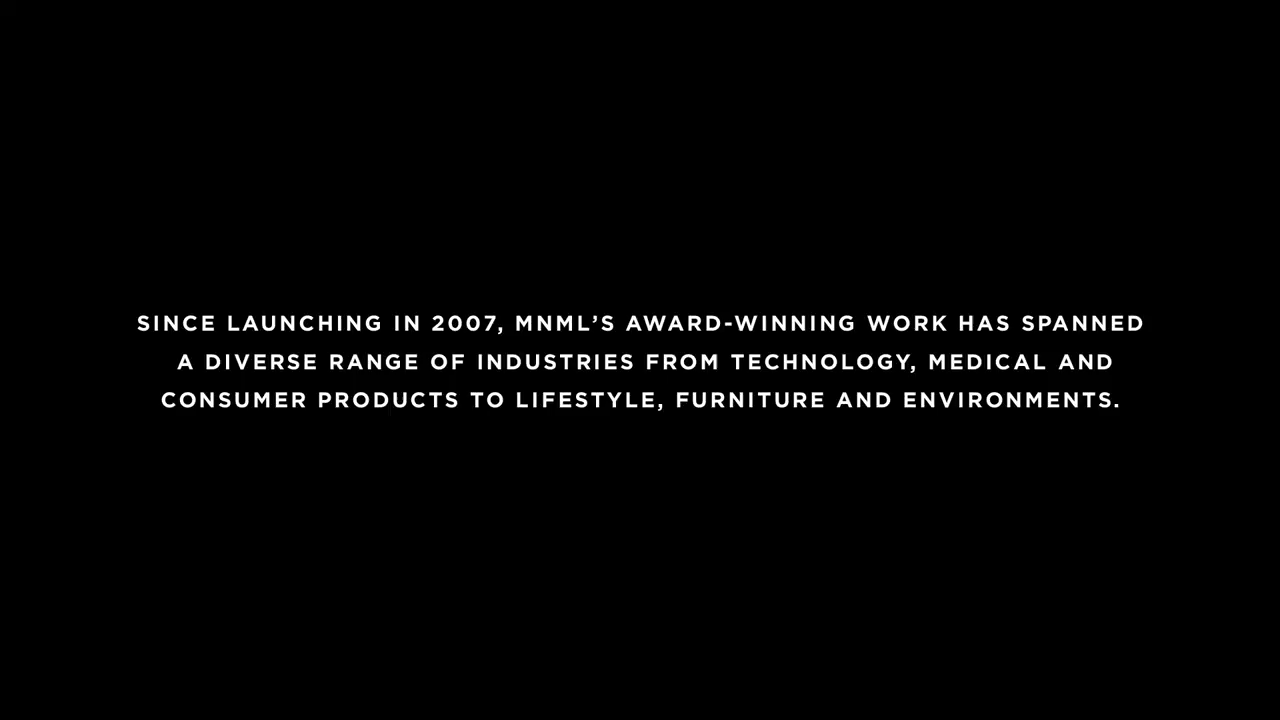 SINCE LAUNCHING IN 2007, MNML’S AWARD-WINNING WORK HAS SPANNED
A DIVERSE RANGE OF INDUSTRIES FROM TECHNOLOGY, MEDICAL AND
CONSUMER PRODUCTS TO LIFESTYLE, FURNITURE AND ENVIRONMENTS.